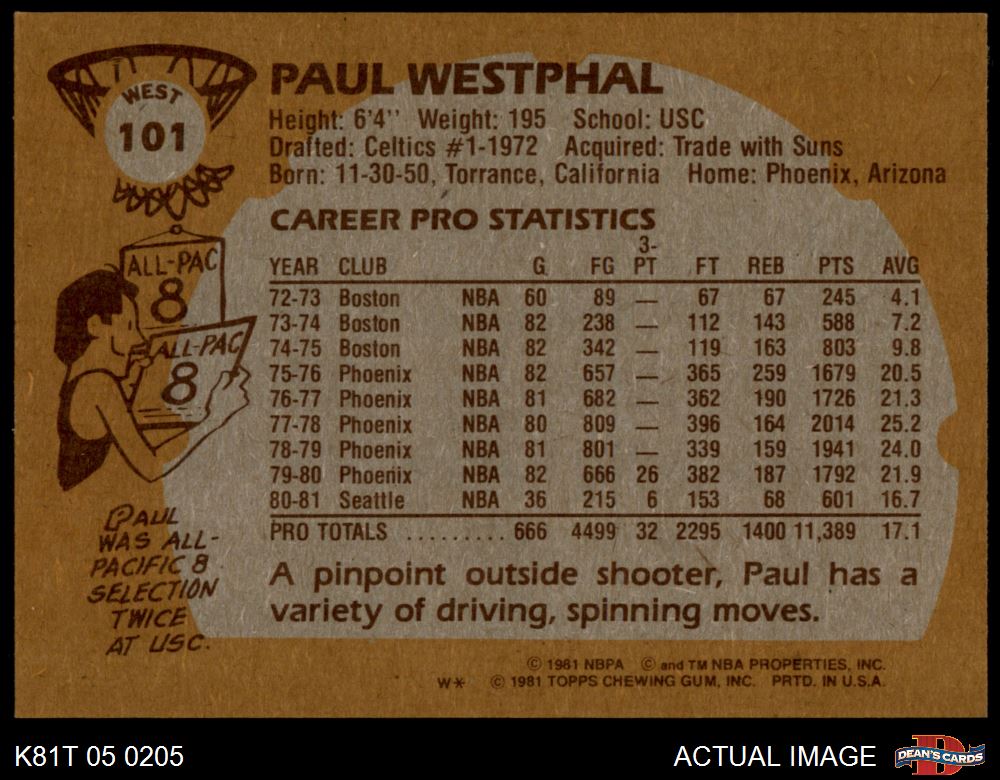 WEST
101
PAUL WESTPHAL
Height: 6'4'' Weight: 195 School: USC
Drafted: Celtics #1-1972 Acquired: Trade with Suns
Born: 11-30-50, Torrance, California Home: Phoenix, Arizona
CAREER PRO STATISTICS
YEAR CLUB G FG 3-PT FT REB PTS AVG
72-73 Boston NBA 60 89 — 67 67 245 4.1
73-74 Boston NBA 82 238 — 112 143 588 7.2
74-75 Boston NBA 82 342 — 119 163 803 9.8
75-76 Phoenix NBA 82 657 — 365 259 1679 20.5
76-77 Phoenix NBA 81 682 — 362 190 1726 21.3
77-78 Phoenix NBA 80 809 — 396 164 2014 25.2
78-79 Phoenix NBA 81 801 — 339 159 1941 24.0
79-80 Phoenix NBA 82 666 26 382 187 1792 21.9
80-81 Seattle NBA 36 215 6 153 68 601 16.7
PRO TOTALS ......... 666 4499 32 2295 1400 11,389 17.1
A pinpoint outside shooter, Paul has a
variety of driving, spinning moves.
ALL-PAC
8
ALL-PAC
8
PAUL
WAS ALL-
PACIFIC 8
SELECTION
TWICE
AT USC.
© 1981 NBPA © and TM NBA PROPERTIES, INC.
W* © 1981 TOPPS CHEWING GUM, INC. PRTD. IN U.S.A.
K81T 05 0205
ACTUAL IMAGE
D
DEAN'S CARDS